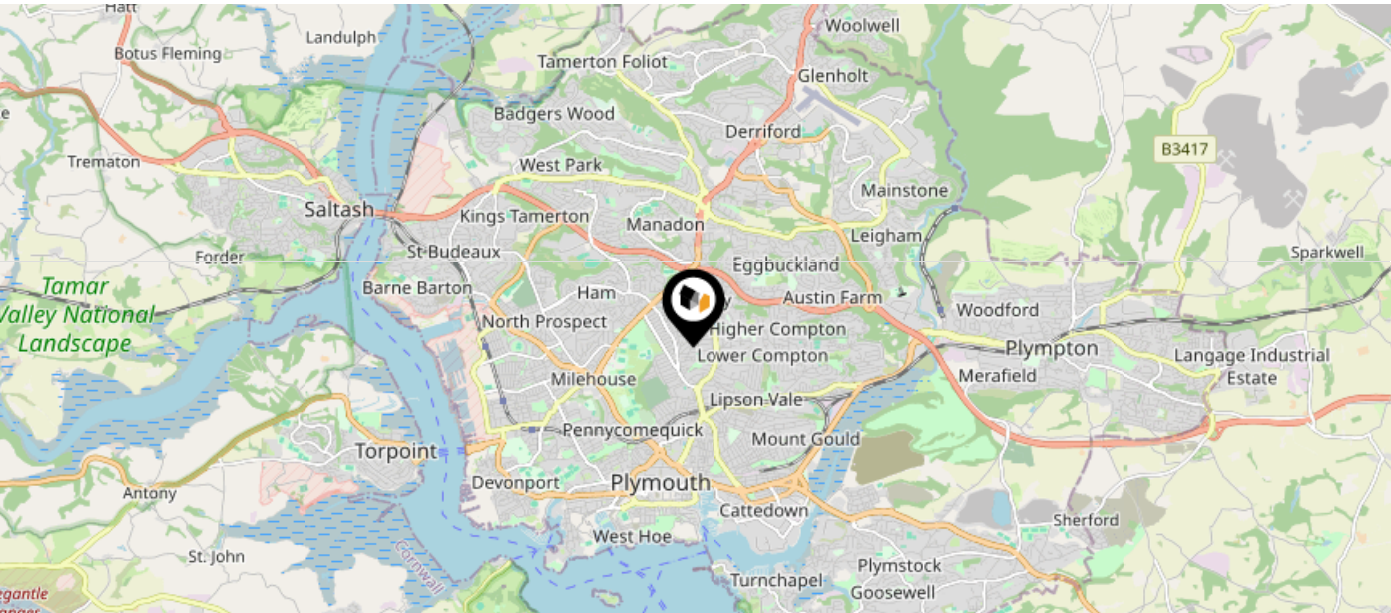 Hatt
Landulph
Woolwell
Botus Fleming
Tamerton Foliot
Glenholt
Badgers Wood
Derriford
B3417
Trematon
West Park
Mainstone
Saltash
Kings Tamerton
Manadon
Leigham
St Budeaux
Sparkwell
Forder
Eggbuckland
Tamar
Valley National
Landscape
Barne Barton
Ham
Austin Farm
Woodford
North Prospect
Higher Compton
Plympton
Lower Compton
Langage Industrial
Estate
Merafield
Milehouse
Lipson Vale
Pennycomequick
Mount Gould
Torpoint
Devonport
Plymouth
Antony
Cattedown
Sherford
West Hoe
St. John
Cornwall
Plymstock
Turnchapel
Goosewell